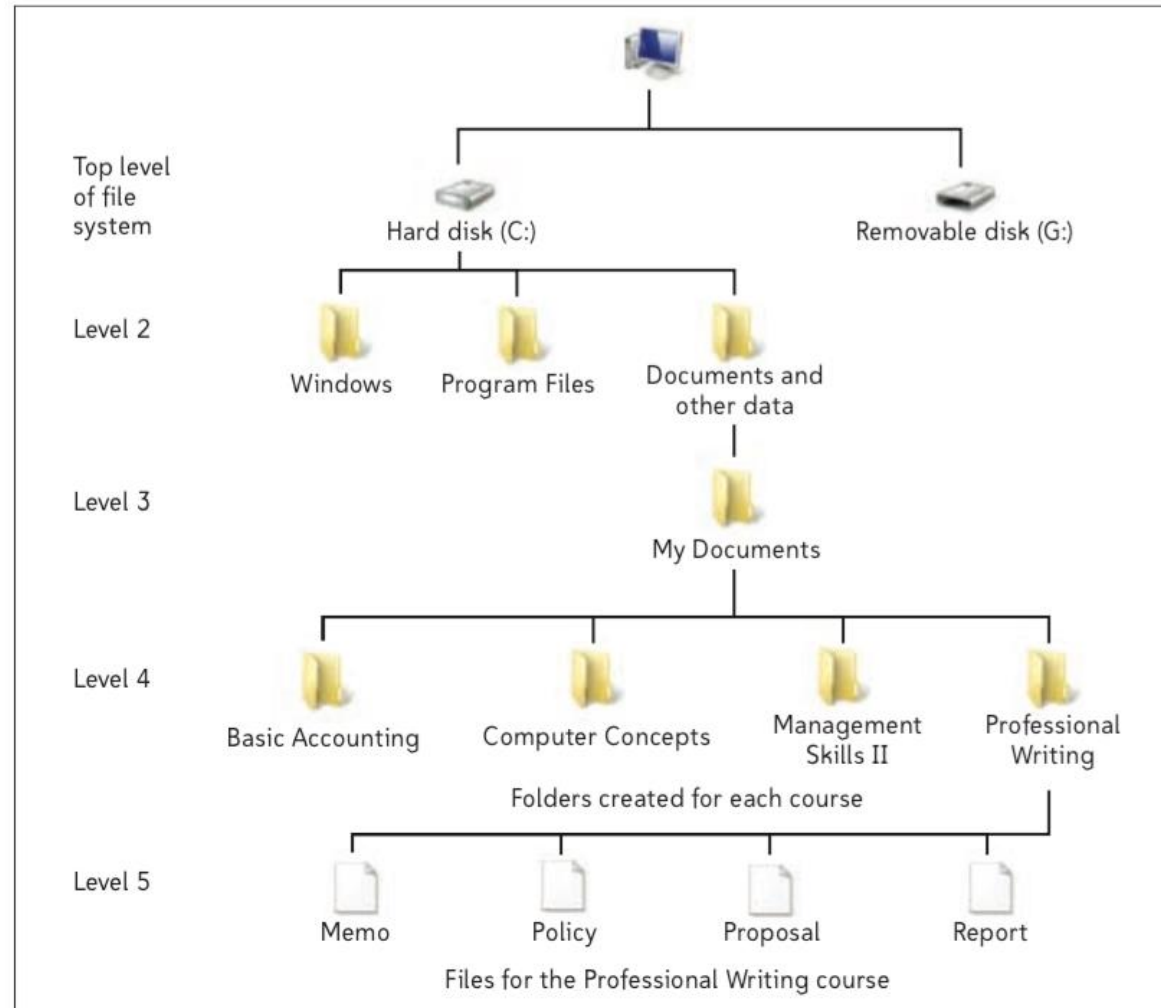 Top level
of file
system
Hard disk (C:)
Removable disk (G:)
Level 2
Windows
Program Files
Documents and
other data
Level 3
My Documents
Level 4
Basic Accounting
Computer Concepts
Management
Skills II
Professional
Writing
Folders created for each course
Level 5
Memo
Policy
Proposal
Report
Files for the Professional Writing course